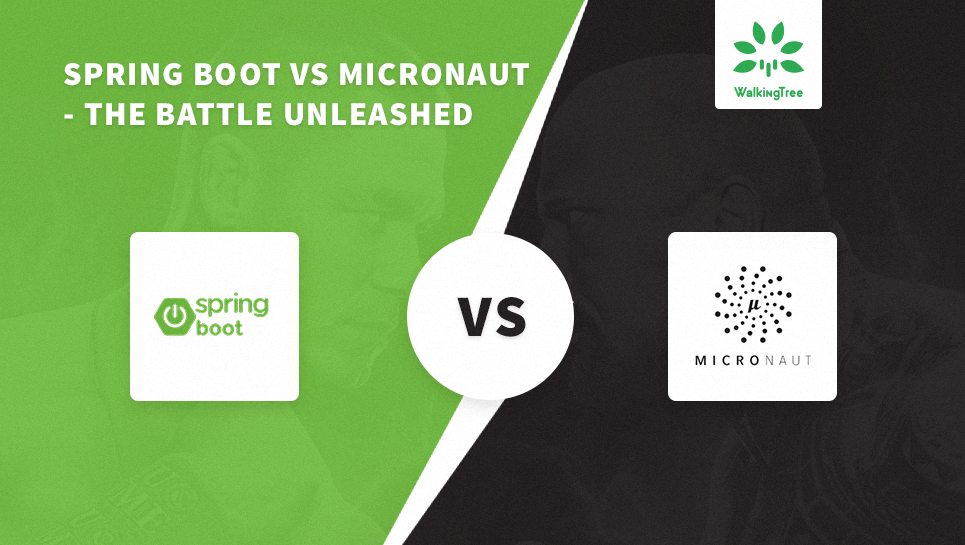 SPRING BOOT VS MICRONAUT
- THE BATTLE UNLEASHED
WalkingTree
spring
boot
VS
μ
MICRONAUT